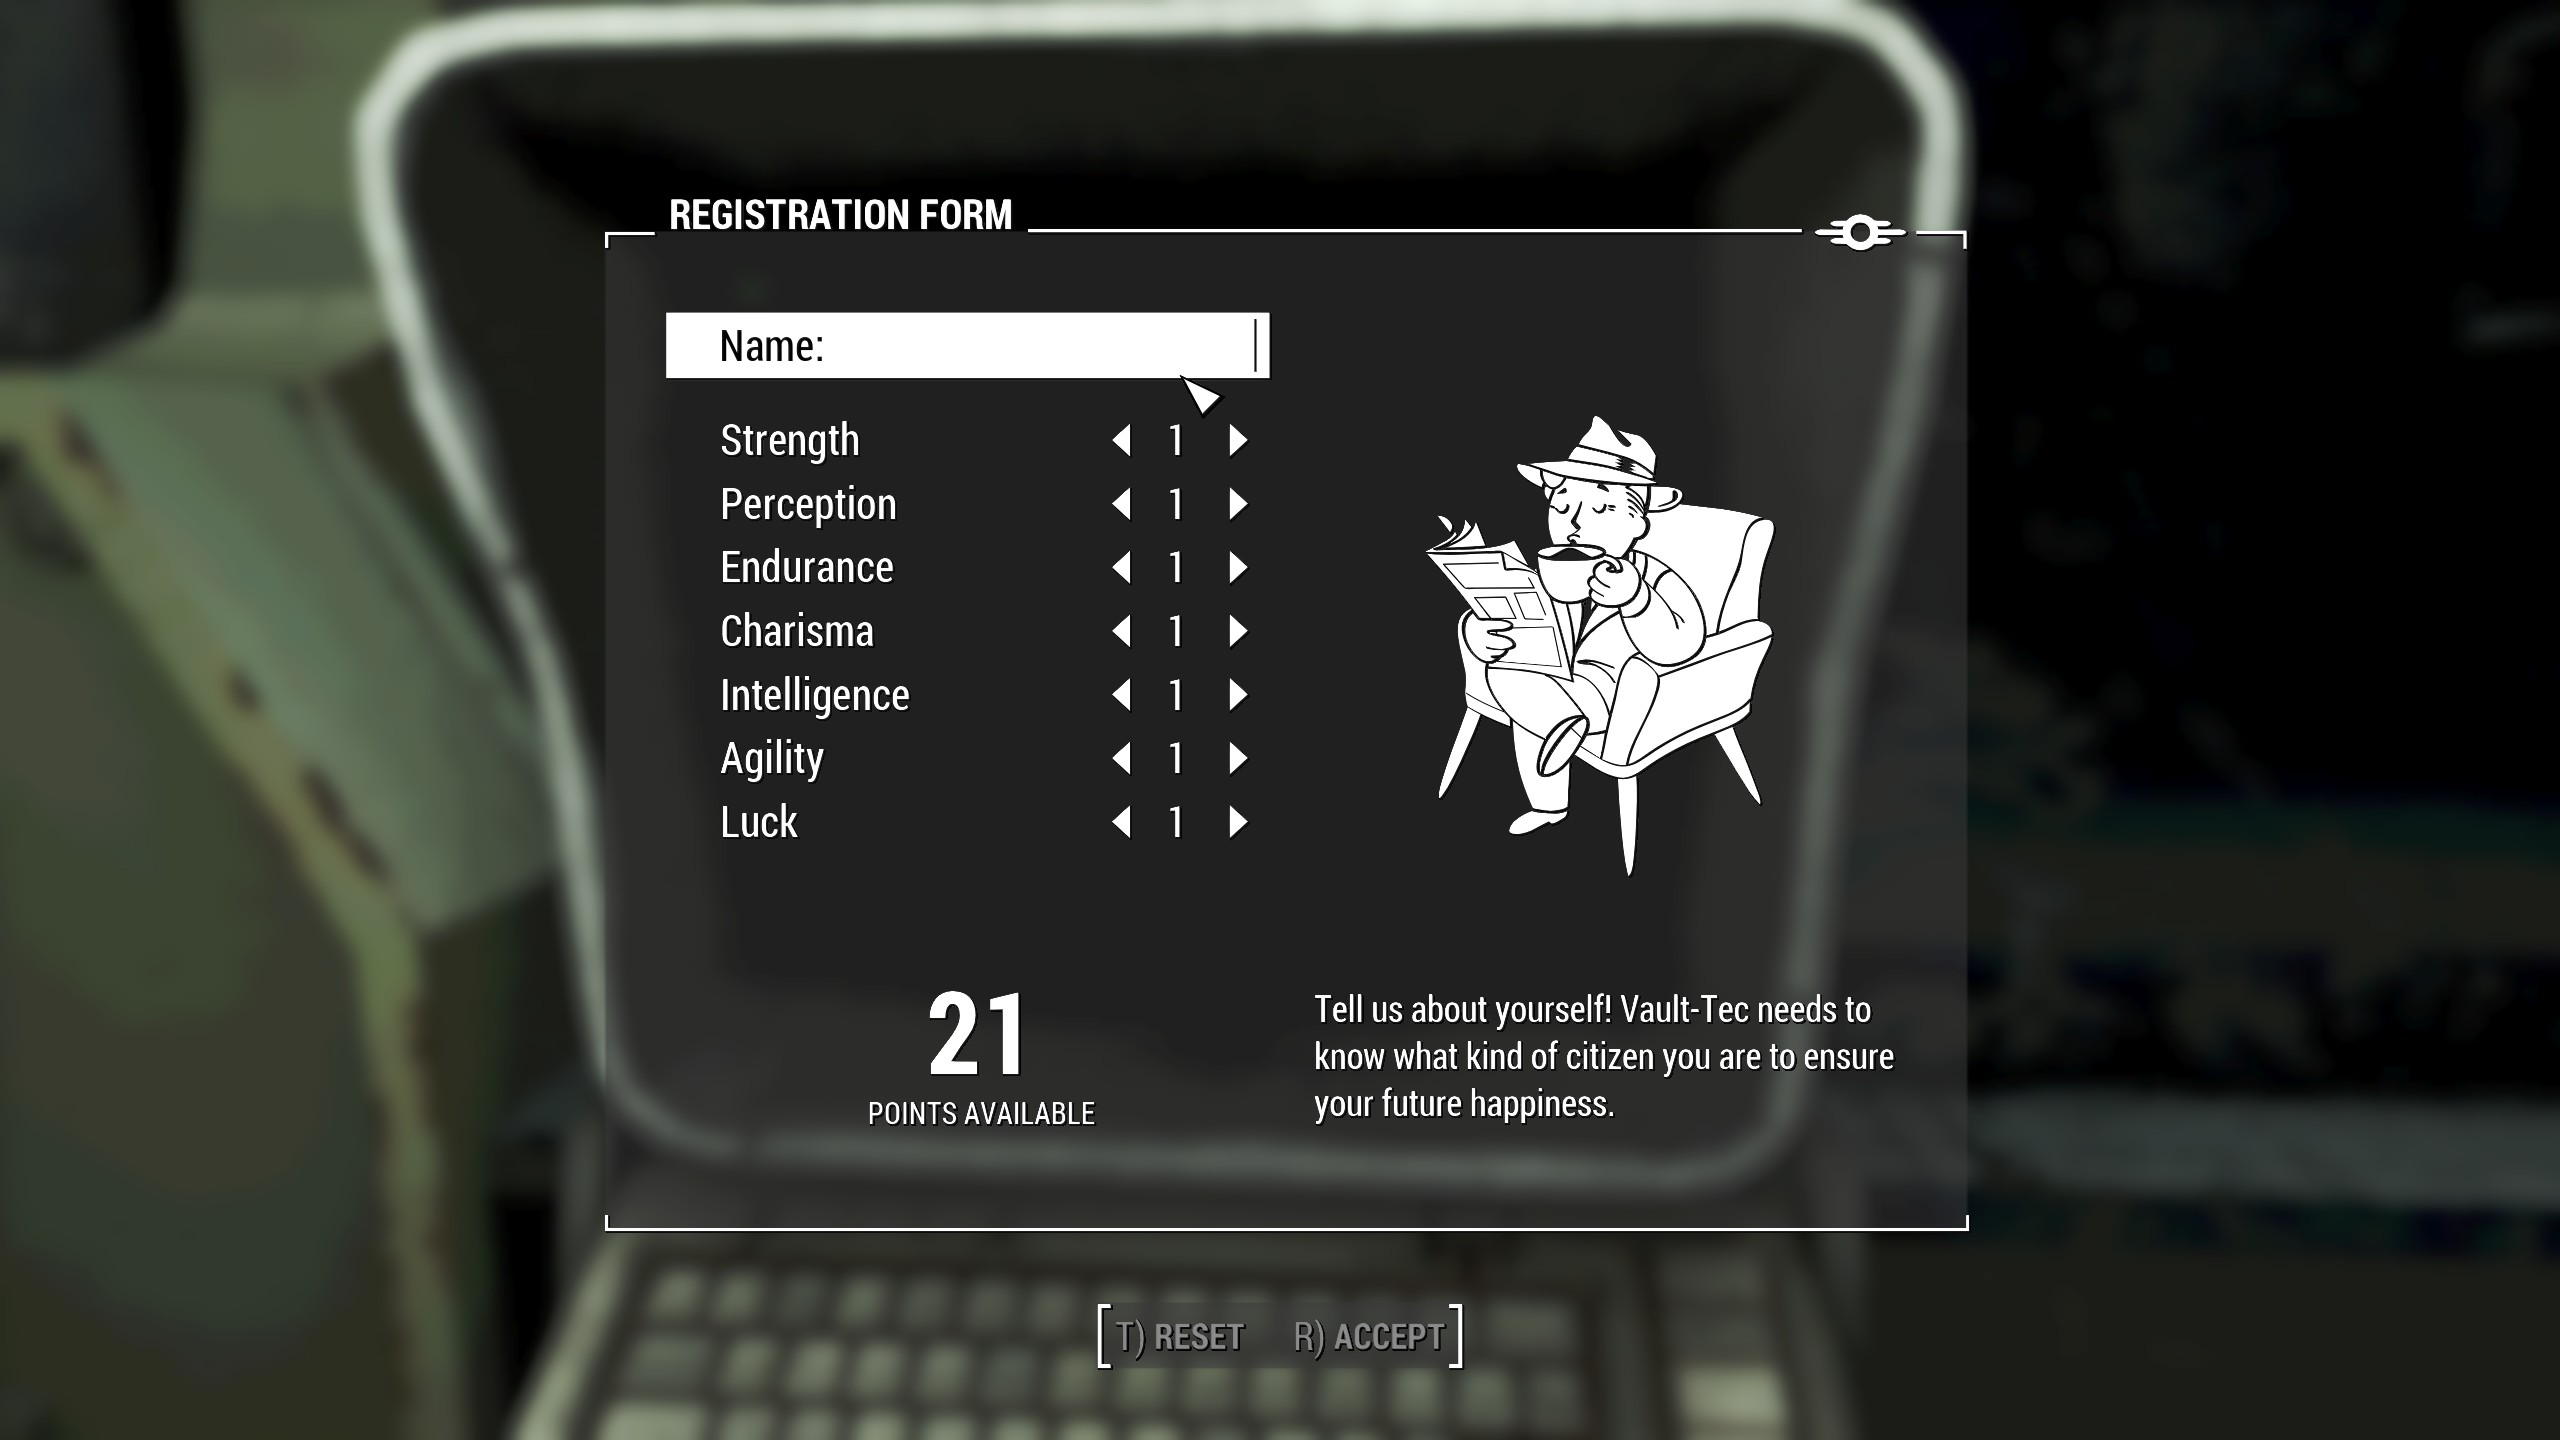 REGISTRATION FORM
Name:
Strength 1
Perception 1
Endurance 1
Charisma 1
Intelligence 1
Agility 1
Luck 1
21
POINTS AVAILABLE
Tell us about yourself! Vault-Tec needs to
know what kind of citizen you are to ensure
your future happiness.
T) RESET R) ACCEPT